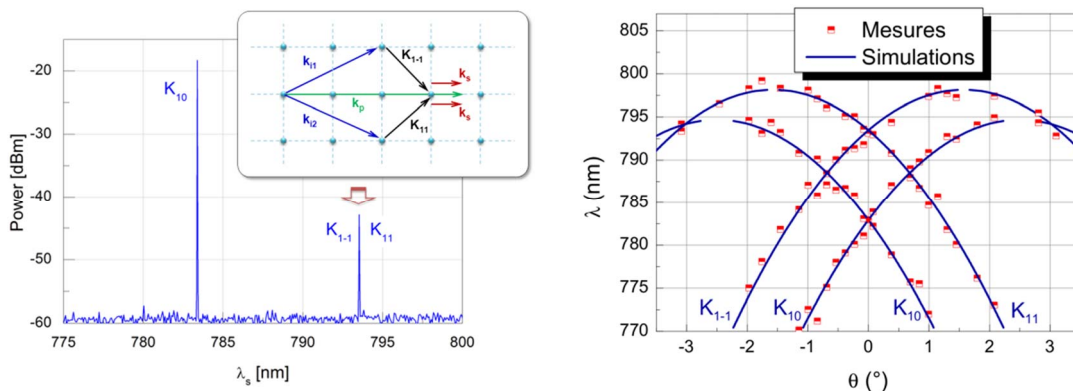 -20
-30
-40
-50
-60
Power [dBm]
775
780
785
790
795
800
λs [nm]
K10
K1-1
K11
ki1
K1-1
ks
kp
ks
ki2
K11
Mesures
Simulations
800
795
790
785
780
775
770
λ (nm)
K1-1
K10
K10
K11
-3
-2
-1
0
1
2
3
θ (°)